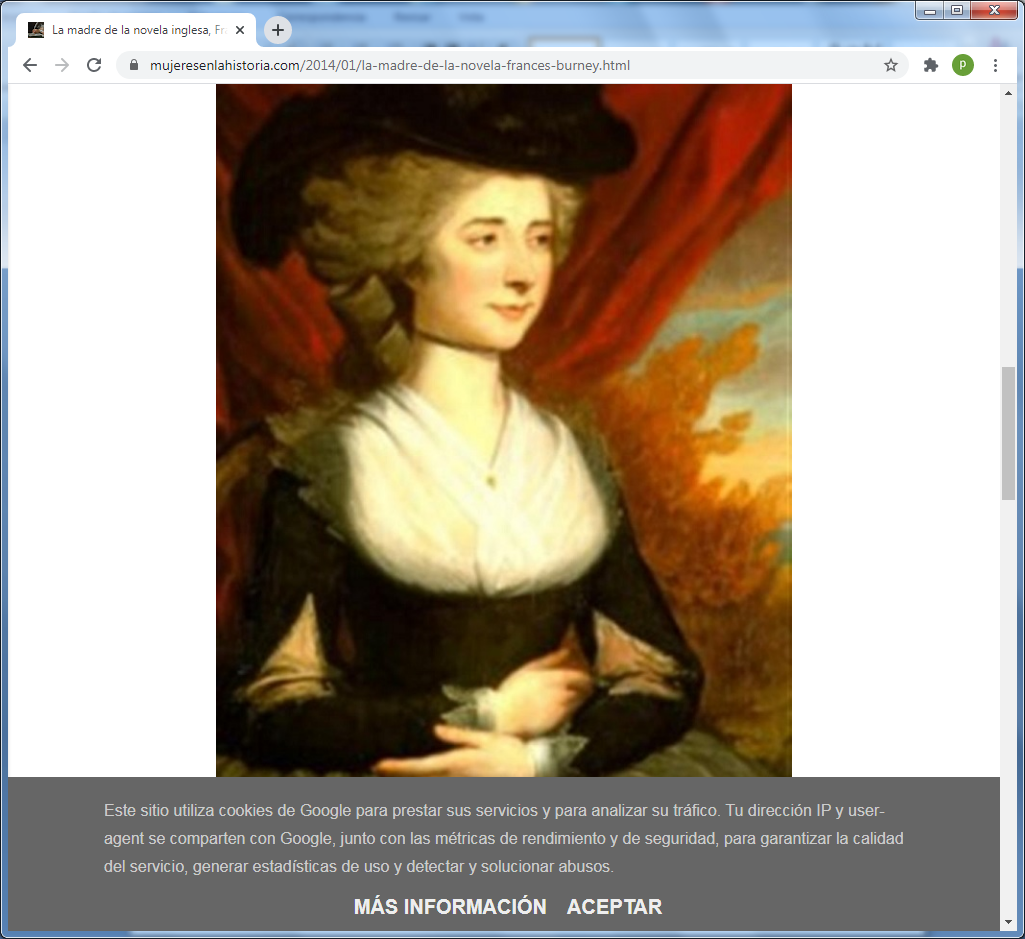 La madre de la novela inglesa, Fra
mujeresenlahistoria.com/2014/01/la-madre-de-la-novela-frances-burney.html
P
Este sitio utiliza cookies de Google para prestar sus servicios y para analizar su tráfico. Tu dirección IP y user-
agent se comparten con Google, junto con las métricas de rendimiento y de seguridad, para garantizar la calidad
del servicio, generar estadísticas de uso y detectar y solucionar abusos.
MÁS INFORMACIÓN ACEPTAR